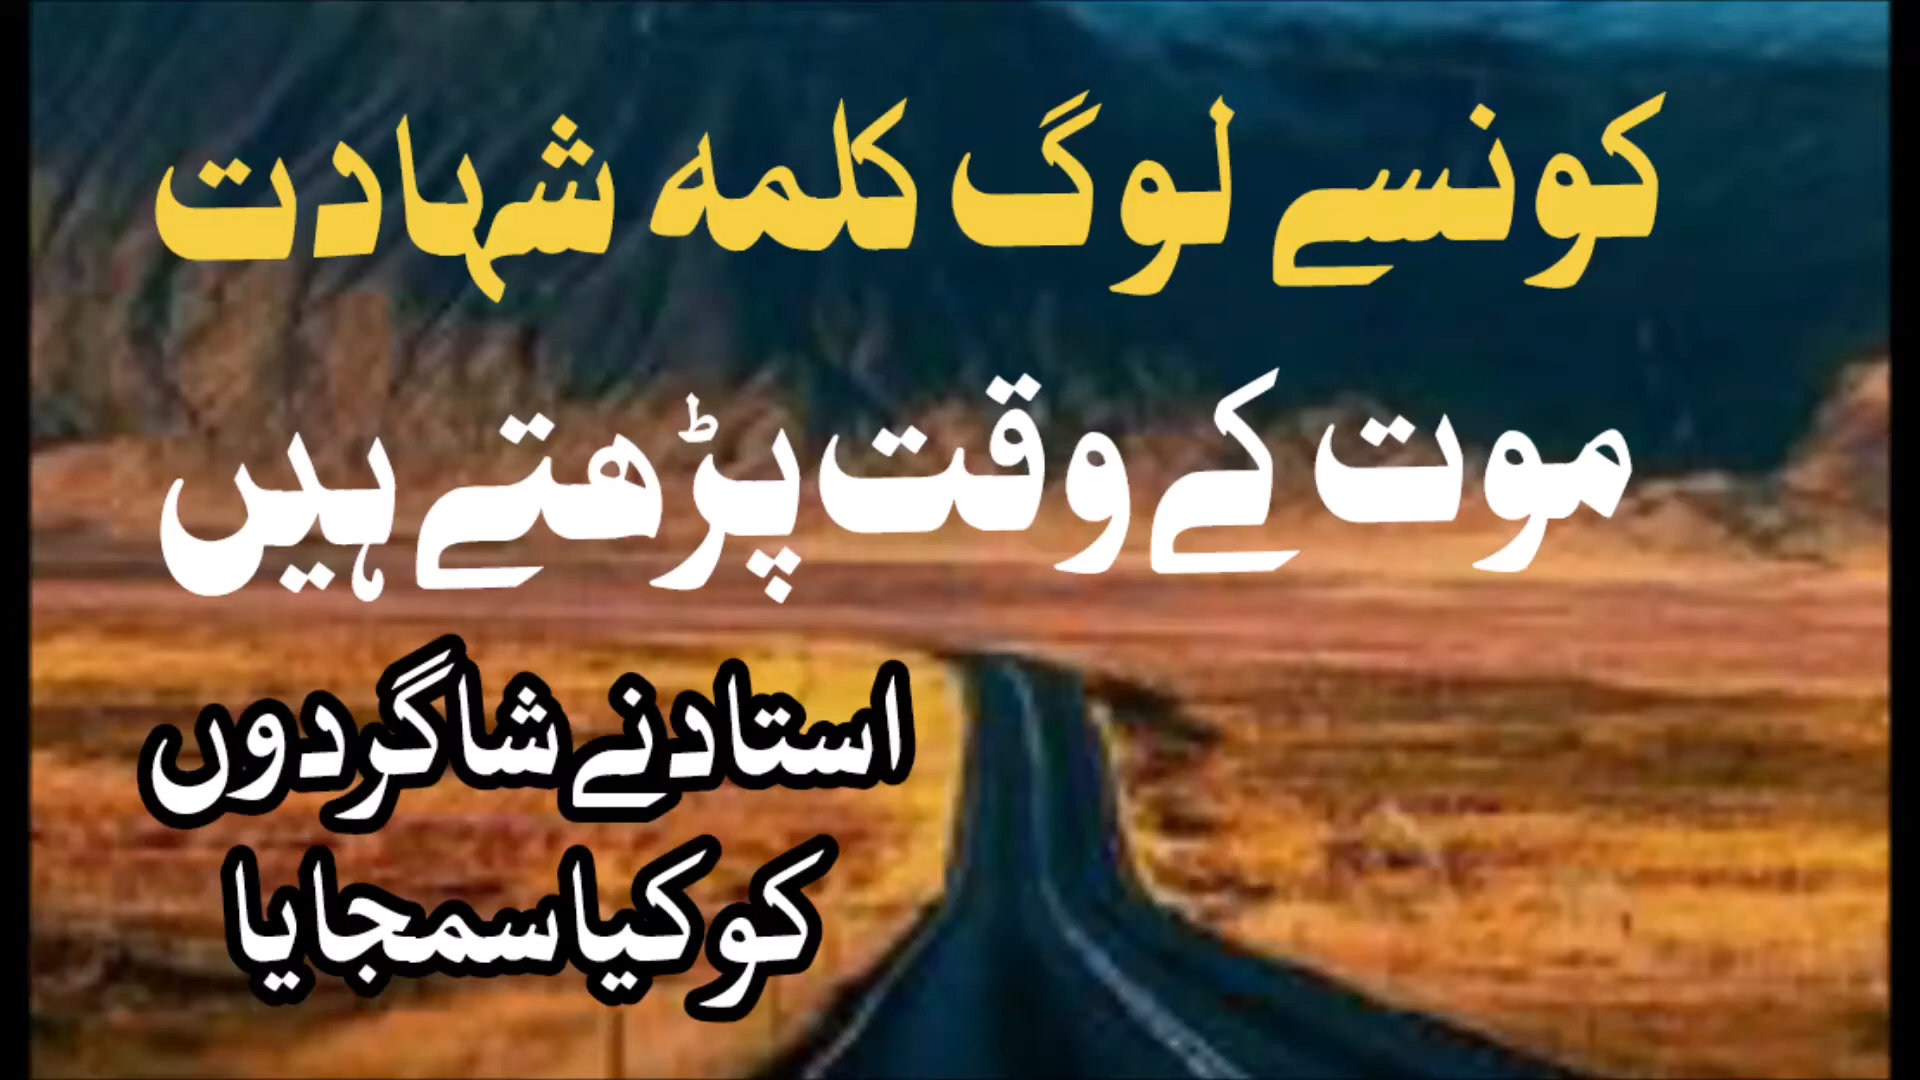 کونسے لوگ کلمہ شہادت
موت کے وقت پڑھتے ہیں
استاد نے شاگردوں
کو کیا سمجایا